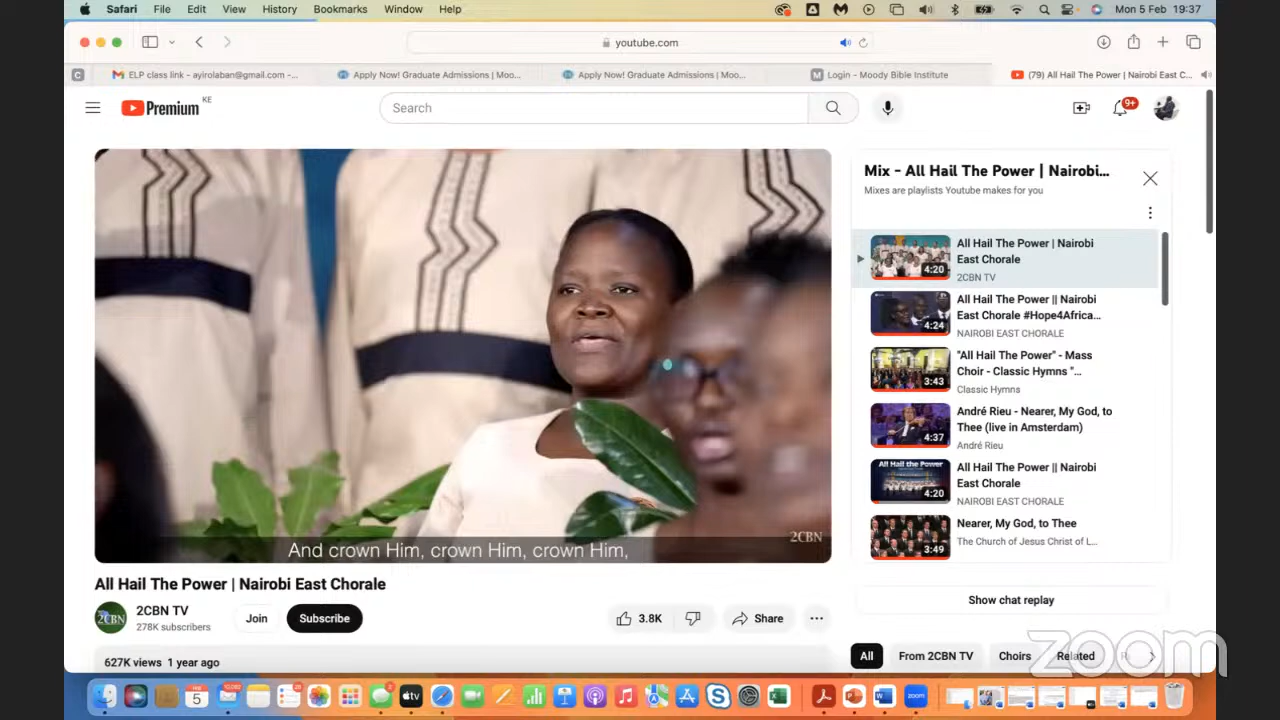 Safari File Edit View History Bookmarks Window Help Mon 5 Feb 19:37
youtube.com
C ELP class link - ayirolaban@gmail.com -... Apply Now! Graduate Admissions | Moo... Apply Now! Graduate Admissions | Moo... M Login - Moody Bible Institute (79) All Hail The Power | Nairobi East C...
Premium KE
Search
9+
2CBN
And crown Him, crown Him, crown Him,
All Hail The Power | Nairobi East Chorale
2CBN
2CBN TV
278K subscribers
Join
Subscribe
3.8K
Share
627K views 1 year ago
Mix - All Hail The Power | Nairobi...
Mixes are playlists Youtube makes for you
All Hail The Power | Nairobi
East Chorale
2CBN TV
4:20
All Hail The Power || Nairobi
East Chorale #Hope4Africa...
NAIROBI EAST CHORALE
4:24
"All Hail The Power" - Mass
Choir - Classic Hymns "...
Classic Hymns
3:43
André Rieu - Nearer, My God, to
Thee (live in Amsterdam)
André Rieu
4:37
All Hail the Power
All Hail The Power || Nairobi
East Chorale
NAIROBI EAST CHORALE
4:20
Nearer, My God, to Thee
The Church of Jesus Christ of L...
3:49
Show chat replay
All From 2CBN TV Choirs Related
zoom
5
tv
zoom